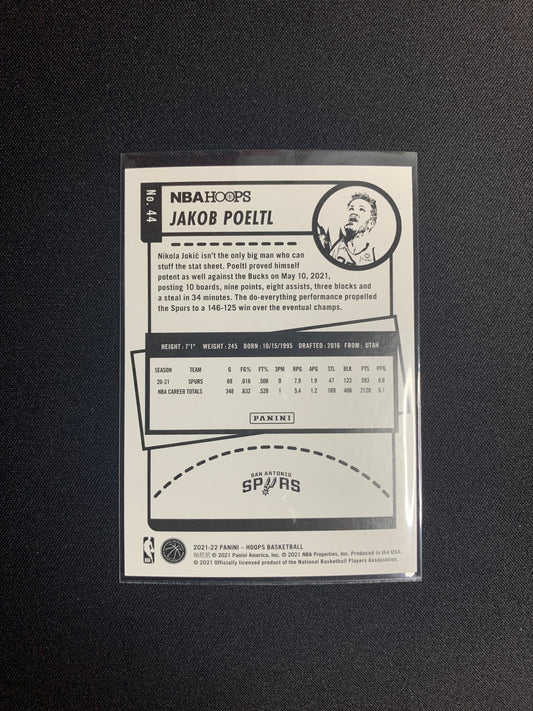 No. 44
NBA HOOPS
JAKOB POELTL
Nikola Jokić isn't the only big man who can
stuff the stat sheet. Poeltl proved himself
potent as well against the Bucks on May 10, 2021,
posting 10 boards, nine points, eight assists, three blocks and
a steal in 34 minutes. The do-everything performance propelled
the Spurs to a 146-125 win over the eventual champs.
HEIGHT: 7'1" WEIGHT: 245 BORN: 10/15/1995 DRAFTED: 2016 FROM: UTAH
SEASON TEAM G FG% FT% 3PM RPG APG STL BLK PTS PPG
20-21 SPURS 69 .616 .508 0 7.9 1.9 47 123 593 8.6
NBA CAREER TOTALS 348 .632 .528 1 5.4 1.2 186 406 2120 6.1
PANINI
SAN ANTONIO
SPURS
2021-22 PANINI – HOOPS BASKETBALL
帕尼尼 © 2021 Panini America, Inc. © 2021 NBA Properties, Inc. Produced in the USA.
© 2021 Officially licensed product of the National Basketball Players Association.